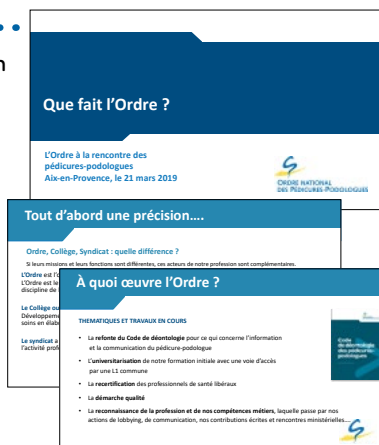 n
Que fait l'Ordre ?
L'Ordre à la rencontre des
pédicures-podologues
Aix-en-Provence, le 21 mars 2019
ORDRE NATIONAL
DES PÉDICURES-PODOLOGUES
Tout d'abord une précision....
Ordre, Collège, Syndicat : quelle différence ?
Si leurs missions et leurs fonctions sont différentes, ces acteurs de notre profession sont complémentaires.
L'Ordre est l'o
L'Ordre est le
discipline de
Le Collège ou
Développeme
soins en élabo
Le syndicat a
l'activité profe
À quoi œuvre l'Ordre ?
THEMATIQUES ET TRAVAUX EN COURS
• La refonte du Code de déontologie pour ce qui concerne l'information
et la communication du pédicure-podologue
• L'universitarisation de notre formation initiale avec une voie d'accès
par une L1 commune
• La recertification des professionnels de santé libéraux
• La démarche qualité
• La reconnaissance de la profession et de nos compétences métiers, laquelle passe par nos
actions de lobbying, de communication, nos contributions écrites et rencontres ministérielles....
Code
de déontologie
des pédicures-
podologues